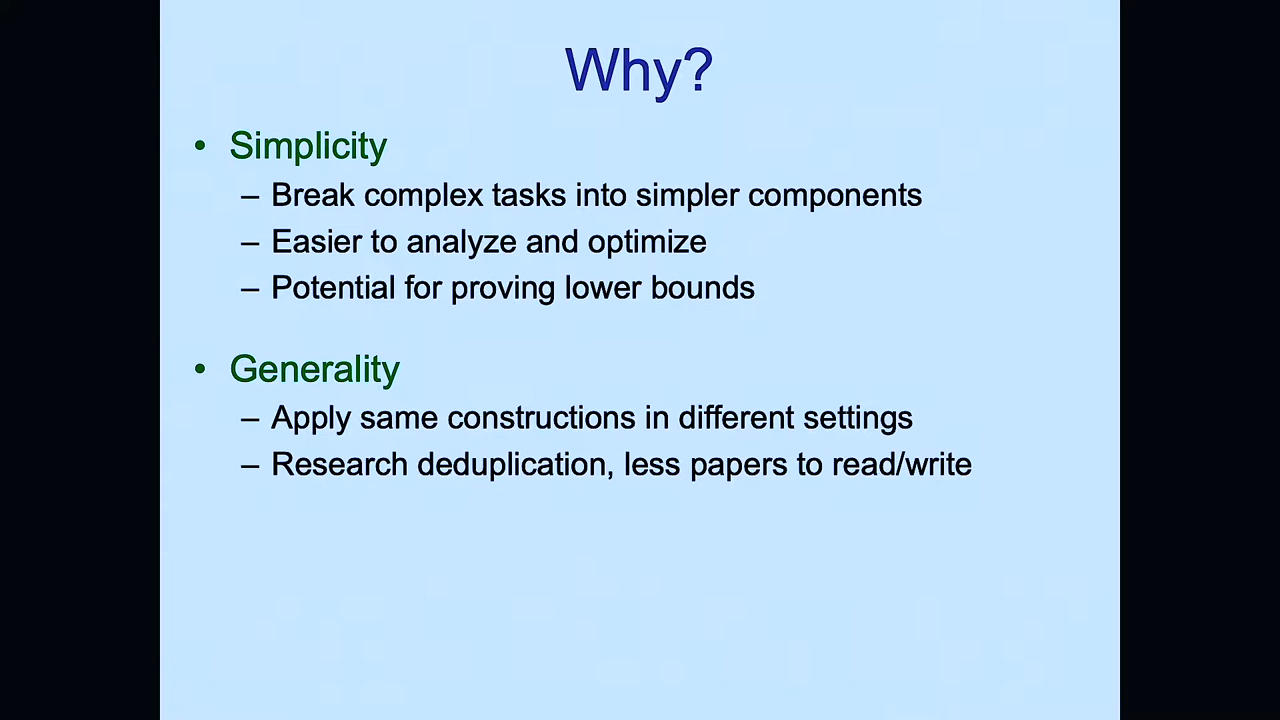 Why?
• Simplicity
– Break complex tasks into simpler components
– Easier to analyze and optimize
– Potential for proving lower bounds
• Generality
– Apply same constructions in different settings
– Research deduplication, less papers to read/write